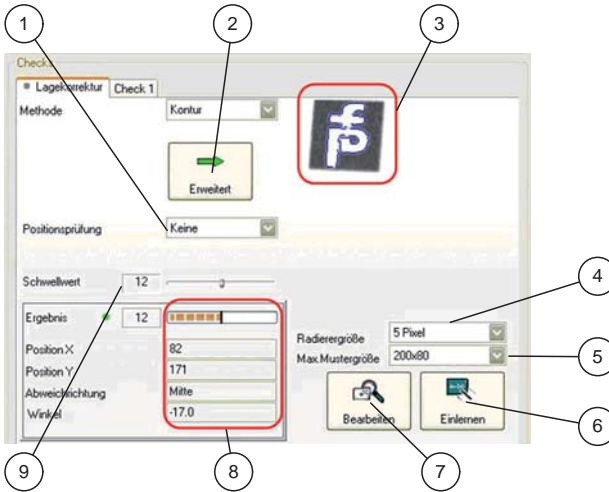 1 2 3
Checks
Lagekorrektur Check 1
Methode Kontur
Erweitert
Positionsprüfung Keine
4
Schwellwert 12
Ergebnis 12
Radierergröße 5 Pixel
5
Position X 82
Max.Mustergröße 200x80
Position Y 171
Abweichrichtung Mitte
Winkel -17.0
Bearbeiten Einlernen
6
9 8 7